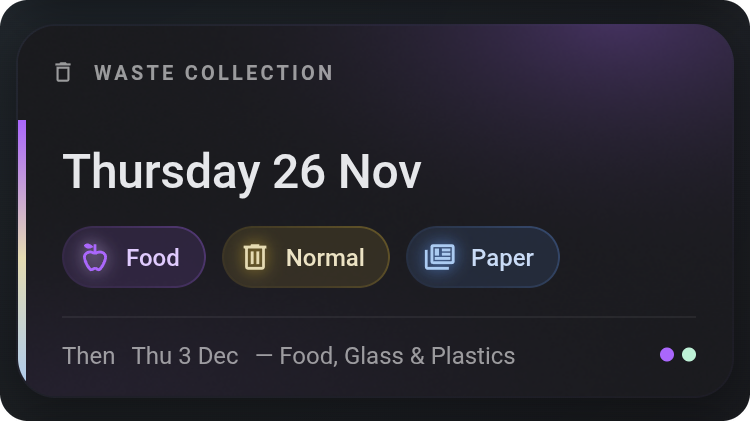 WASTE COLLECTION
Thursday 26 Nov
Food Normal Paper
Then Thu 3 Dec — Food, Glass & Plastics